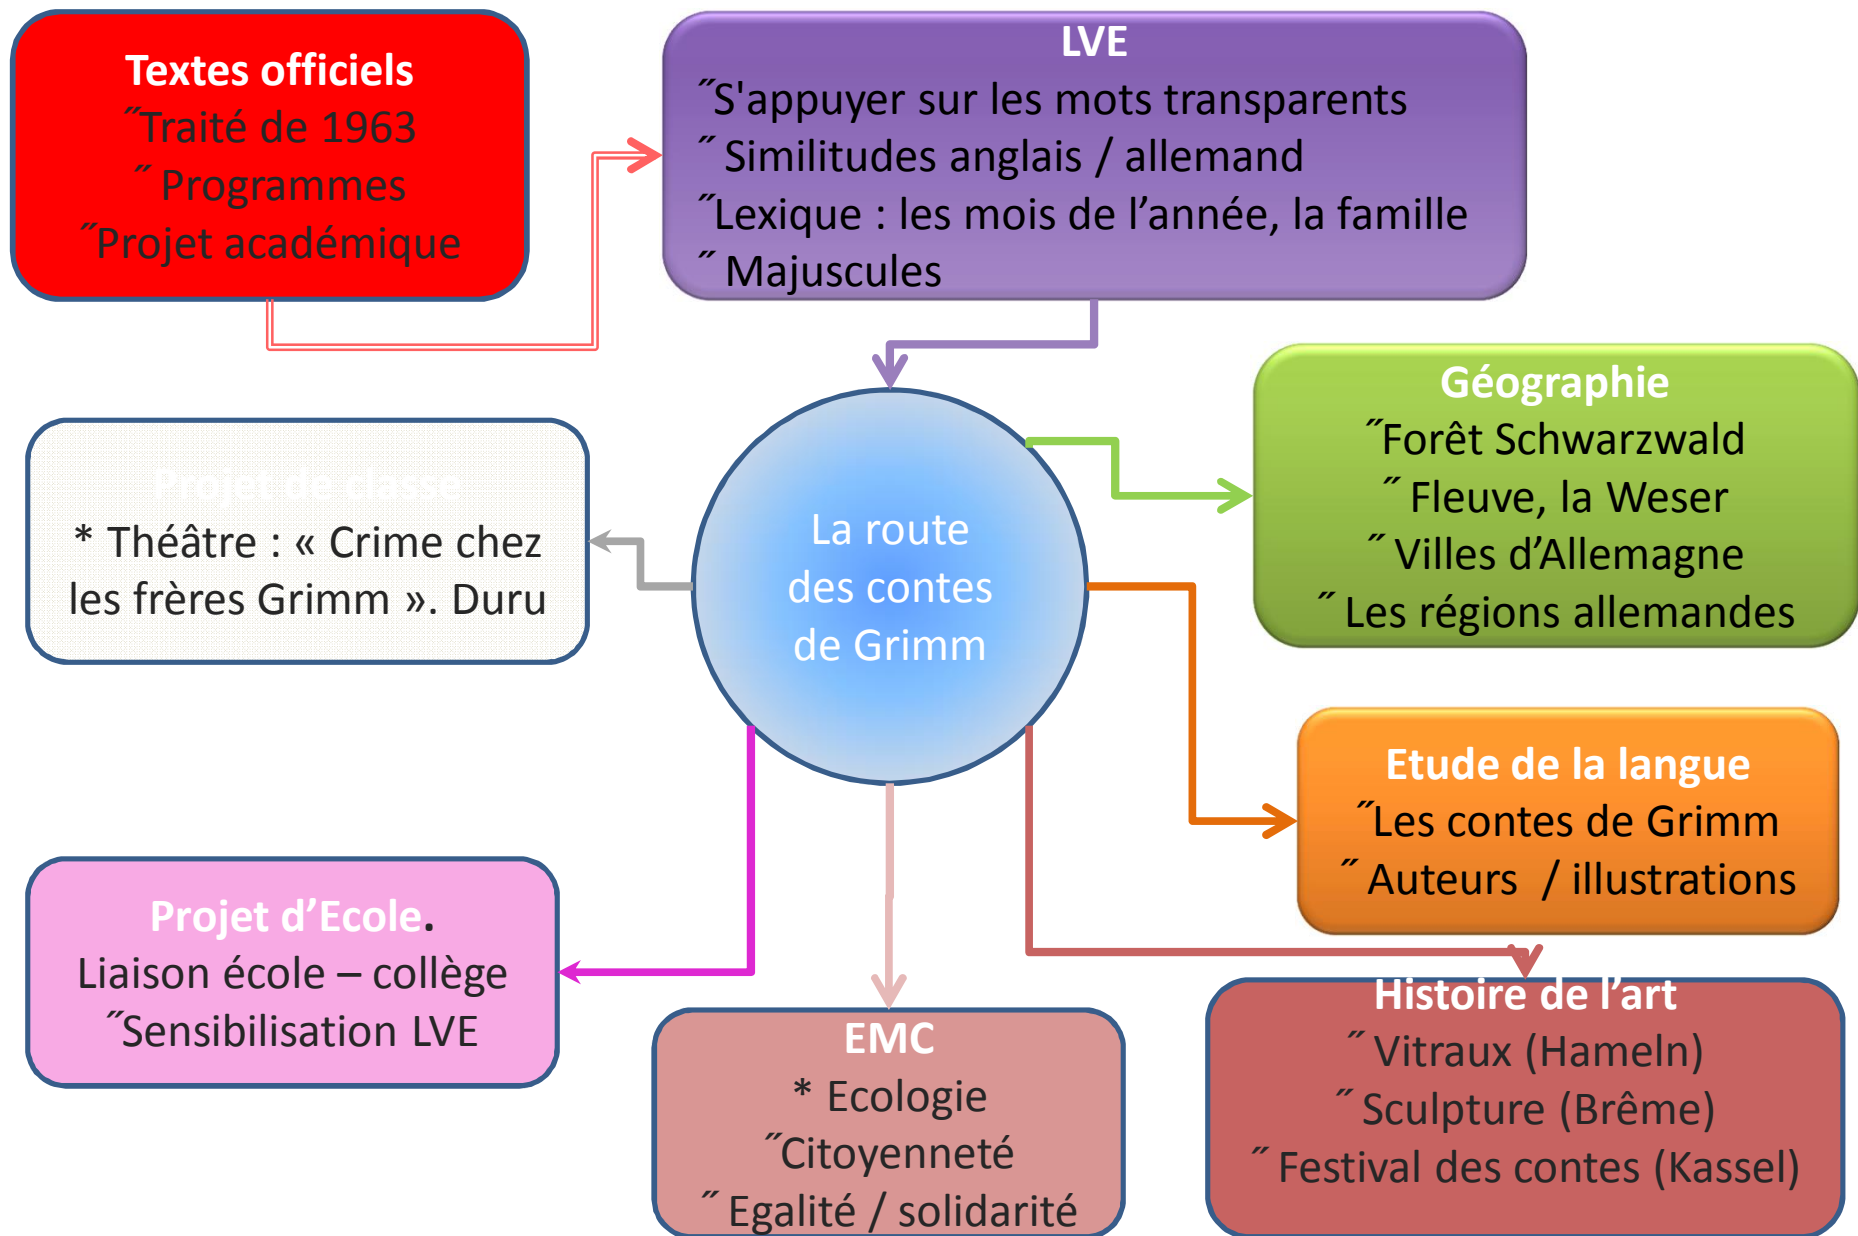 Textes officiels
˝Traité de 1963
˝ Programmes
˝Projet académique
LVE
˝S'appuyer sur les mots transparents
˝ Similitudes anglais / allemand
˝Lexique : les mois de l’année, la famille
˝ Majuscules
Projet de classe
* Théâtre : « Crime chez
les frères Grimm ». Duru
La route
des contes
de Grimm
Géographie
˝Forêt Schwarzwald
˝ Fleuve, la Weser
˝ Villes d’Allemagne
˝ Les régions allemandes
Etude de la langue
˝Les contes de Grimm
˝ Auteurs / illustrations
Projet d’Ecole.
Liaison école – collège
˝Sensibilisation LVE
EMC
* Ecologie
˝Citoyenneté
˝ Egalité / solidarité
Histoire de l’art
˝ Vitraux (Hameln)
˝ Sculpture (Brême)
˝ Festival des contes (Kassel)